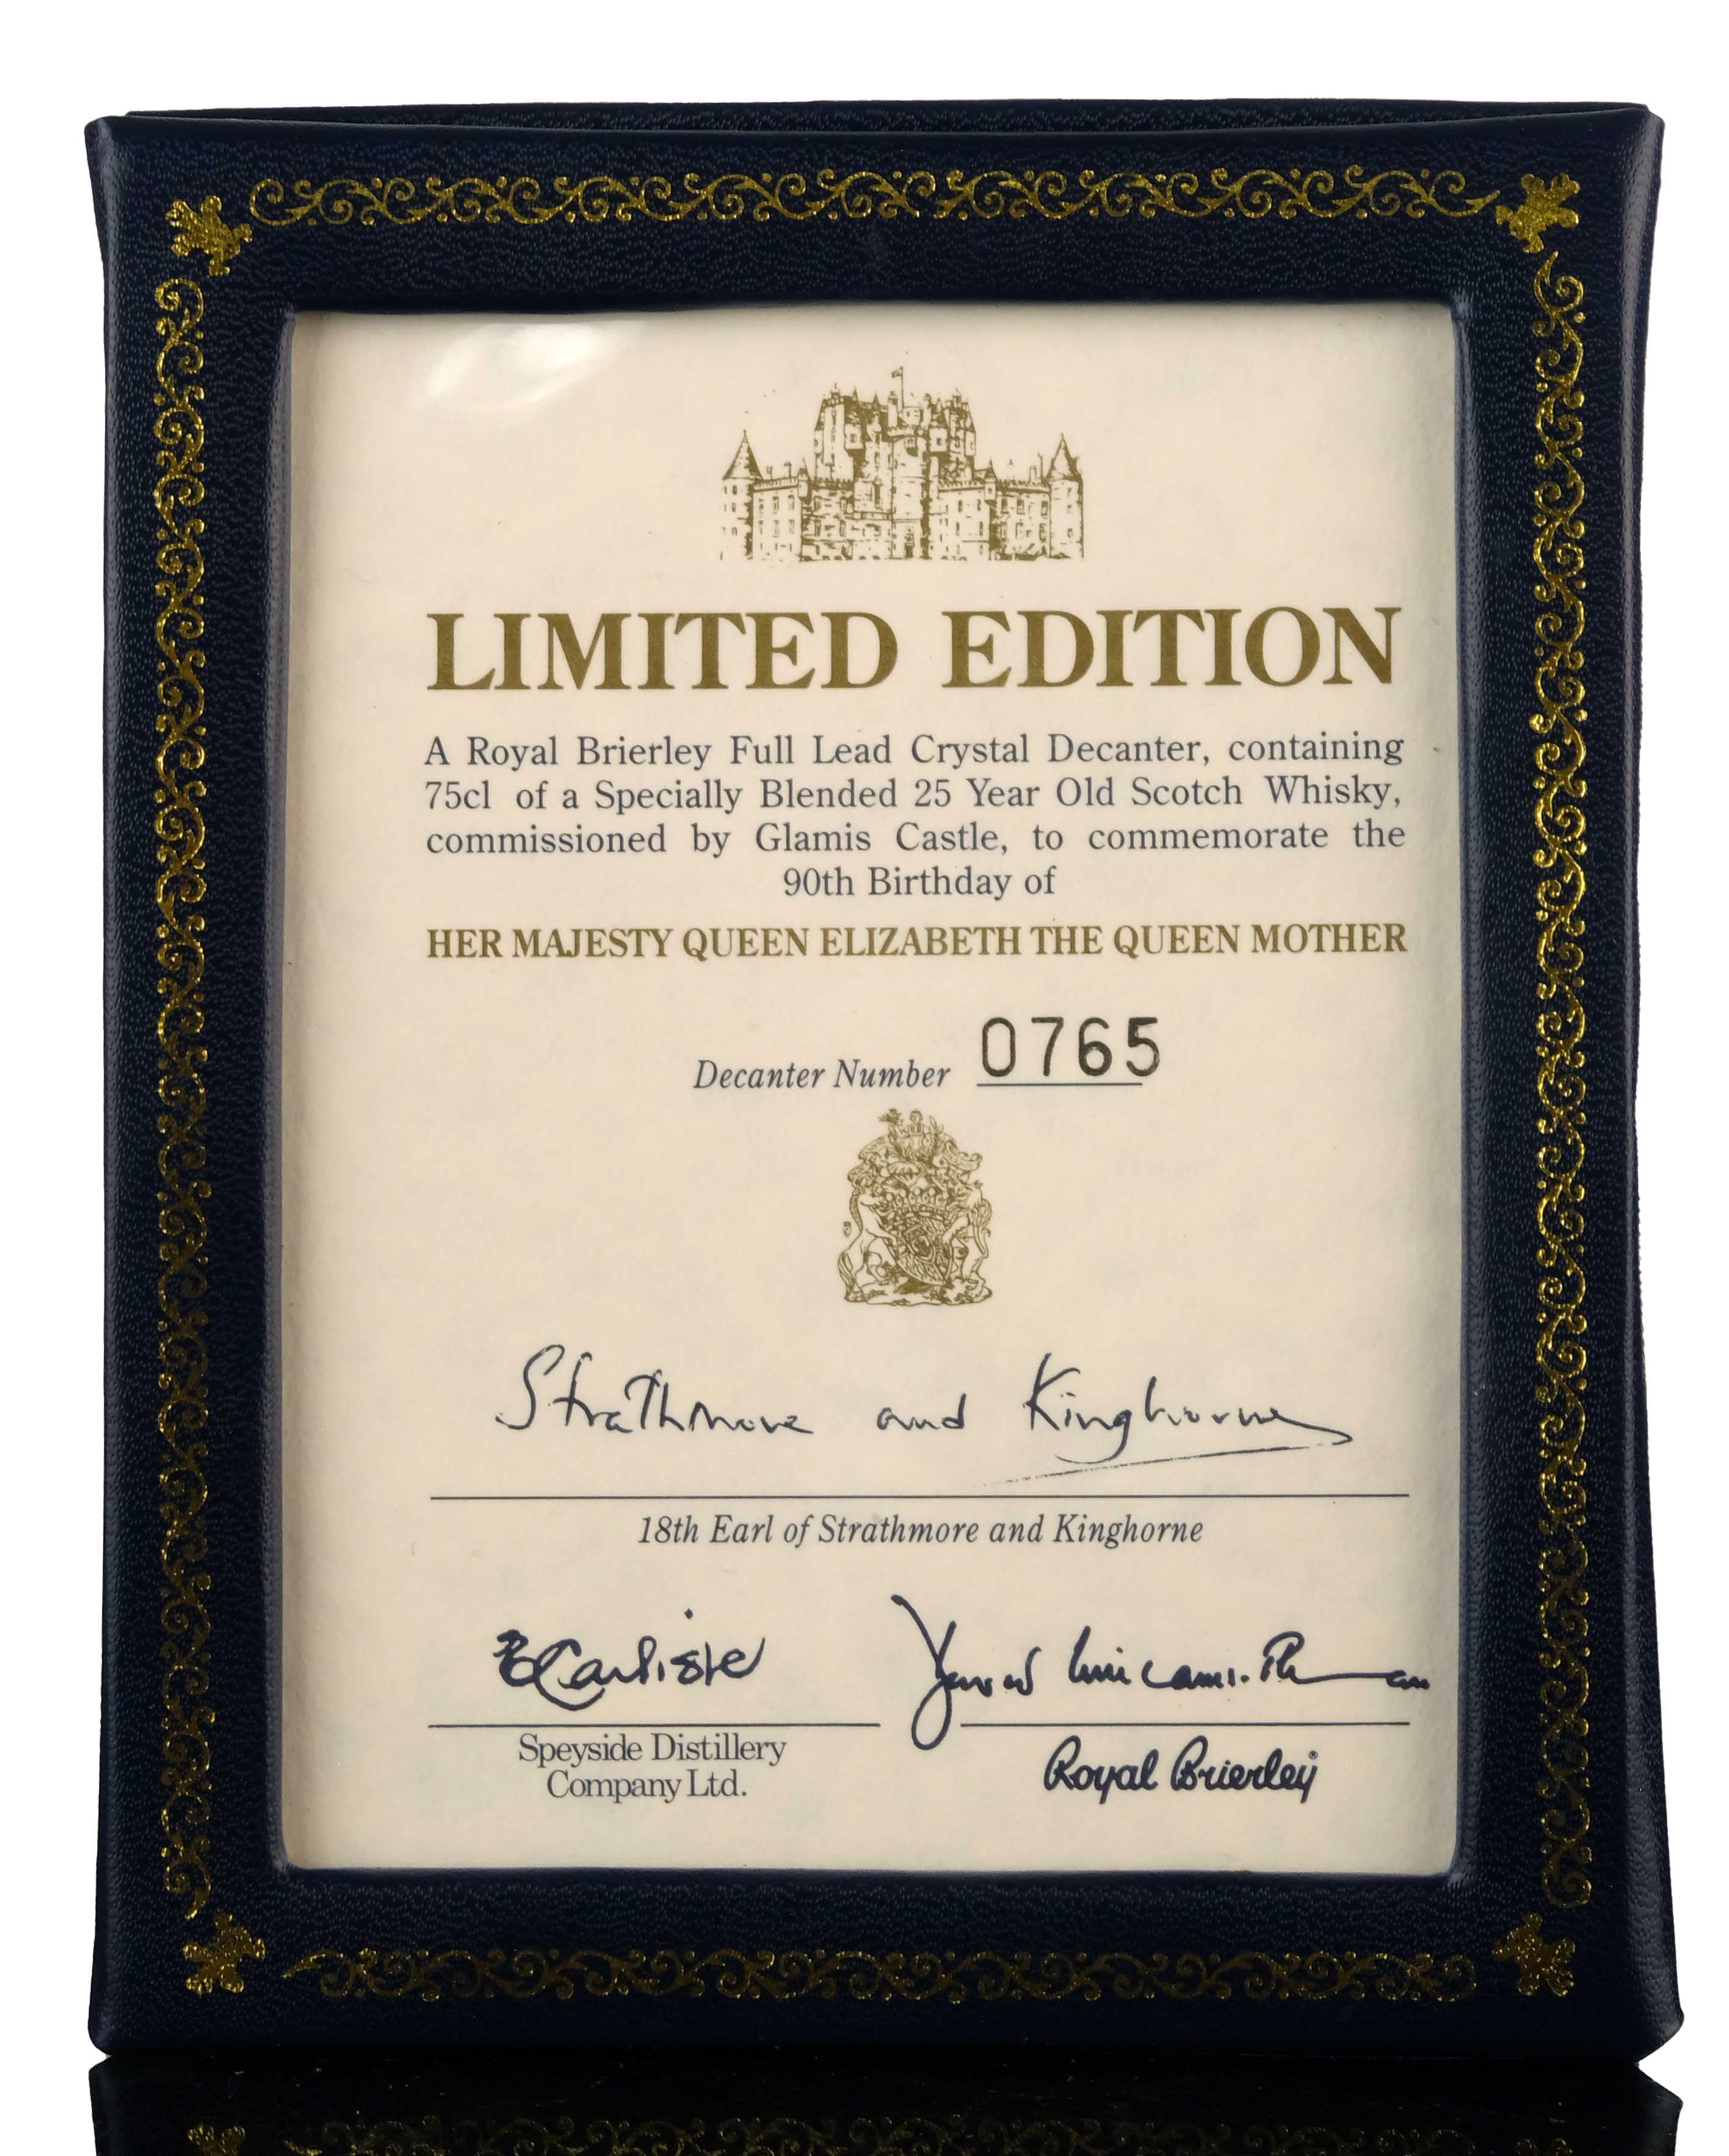 LIMITED EDITION
A Royal Brierley Full Lead Crystal Decanter, containing
75cl of a Specially Blended 25 Year Old Scotch Whisky,
commissioned by Glamis Castle, to commemorate the
90th Birthday of
HER MAJESTY QUEEN ELIZABETH THE QUEEN MOTHER
Decanter Number 0765
Strathmore and Kinghorne
18th Earl of Strathmore and Kinghorne
Carlisle
Speyside Distillery
Company Ltd.
Royal Brierley